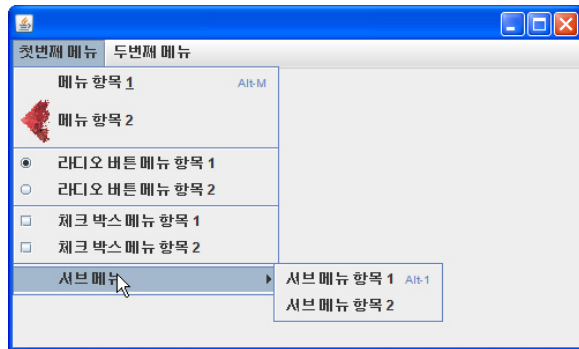 첫번째 메뉴 두번째 메뉴
메뉴 항목 1 Alt-M
메뉴 항목 2
라디오 버튼 메뉴 항목 1
라디오 버튼 메뉴 항목 2
체크 박스 메뉴 항목 1
체크 박스 메뉴 항목 2
서브 메뉴
서브 메뉴 항목 1 Alt-1
서브 메뉴 항목 2